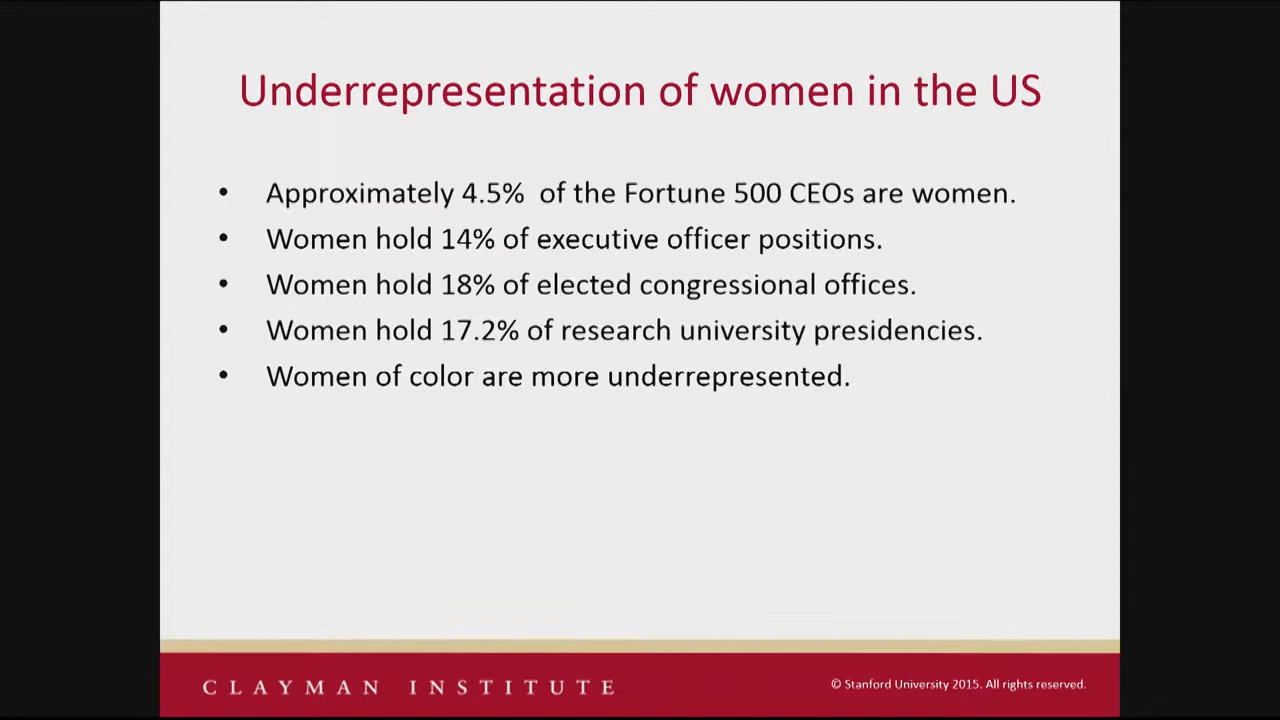 Underrepresentation of women in the US
• Approximately 4.5% of the Fortune 500 CEOs are women.
• Women hold 14% of executive officer positions.
• Women hold 18% of elected congressional offices.
• Women hold 17.2% of research university presidencies.
• Women of color are more underrepresented.
CLAYMAN INSTITUTE
© Stanford University 2015. All rights reserved.